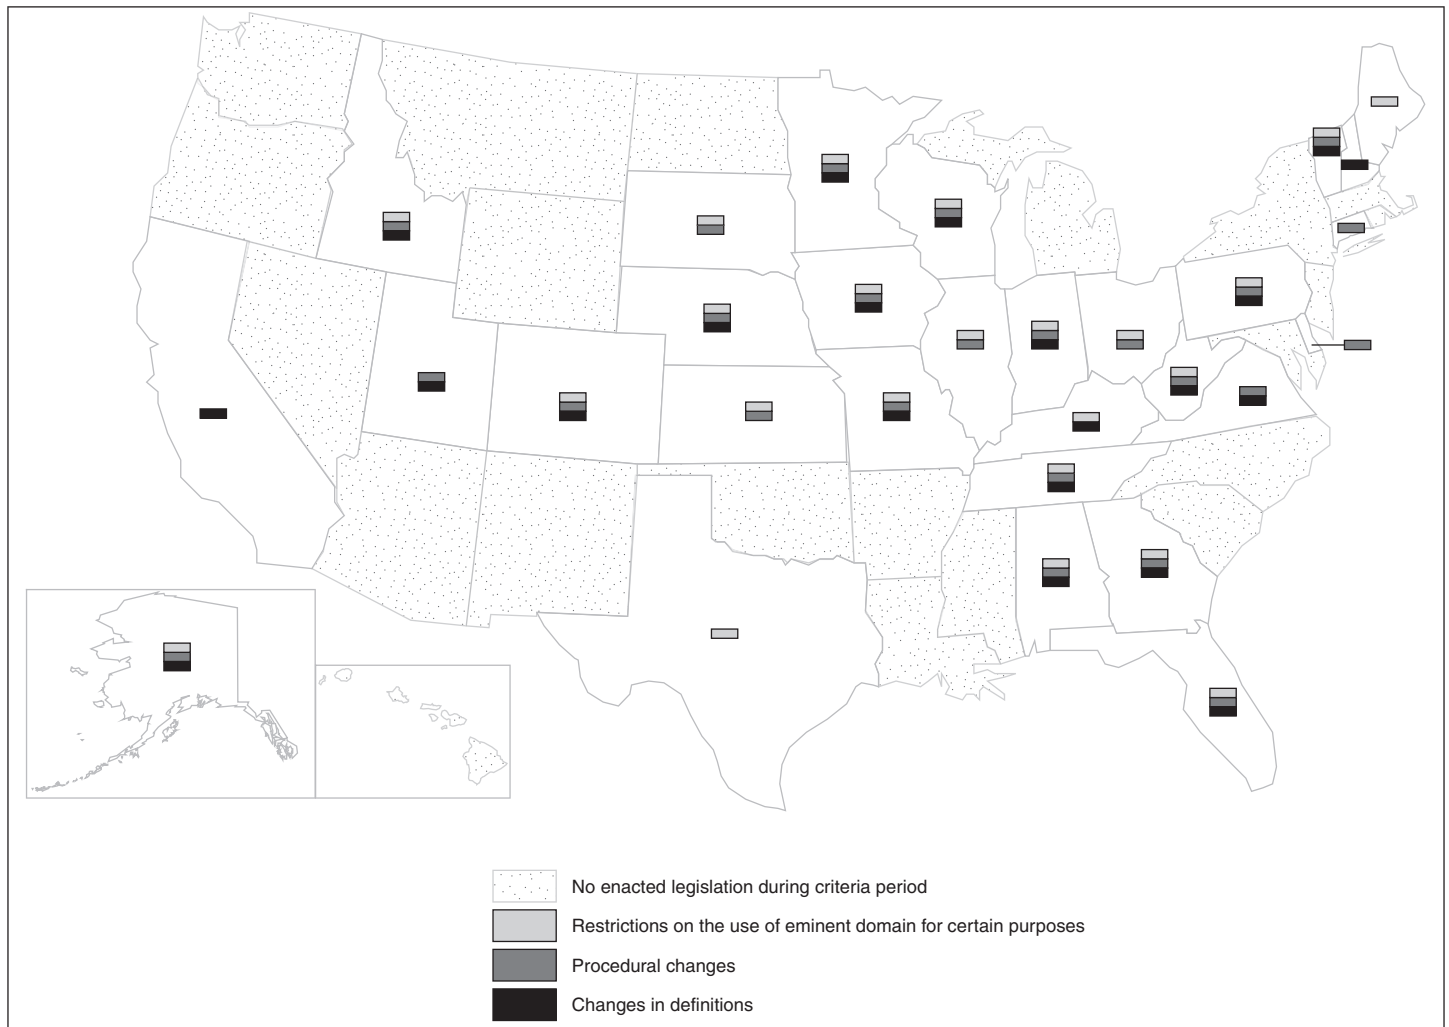 No enacted legislation during criteria period
Restrictions on the use of eminent domain for certain purposes
Procedural changes
Changes in definitions